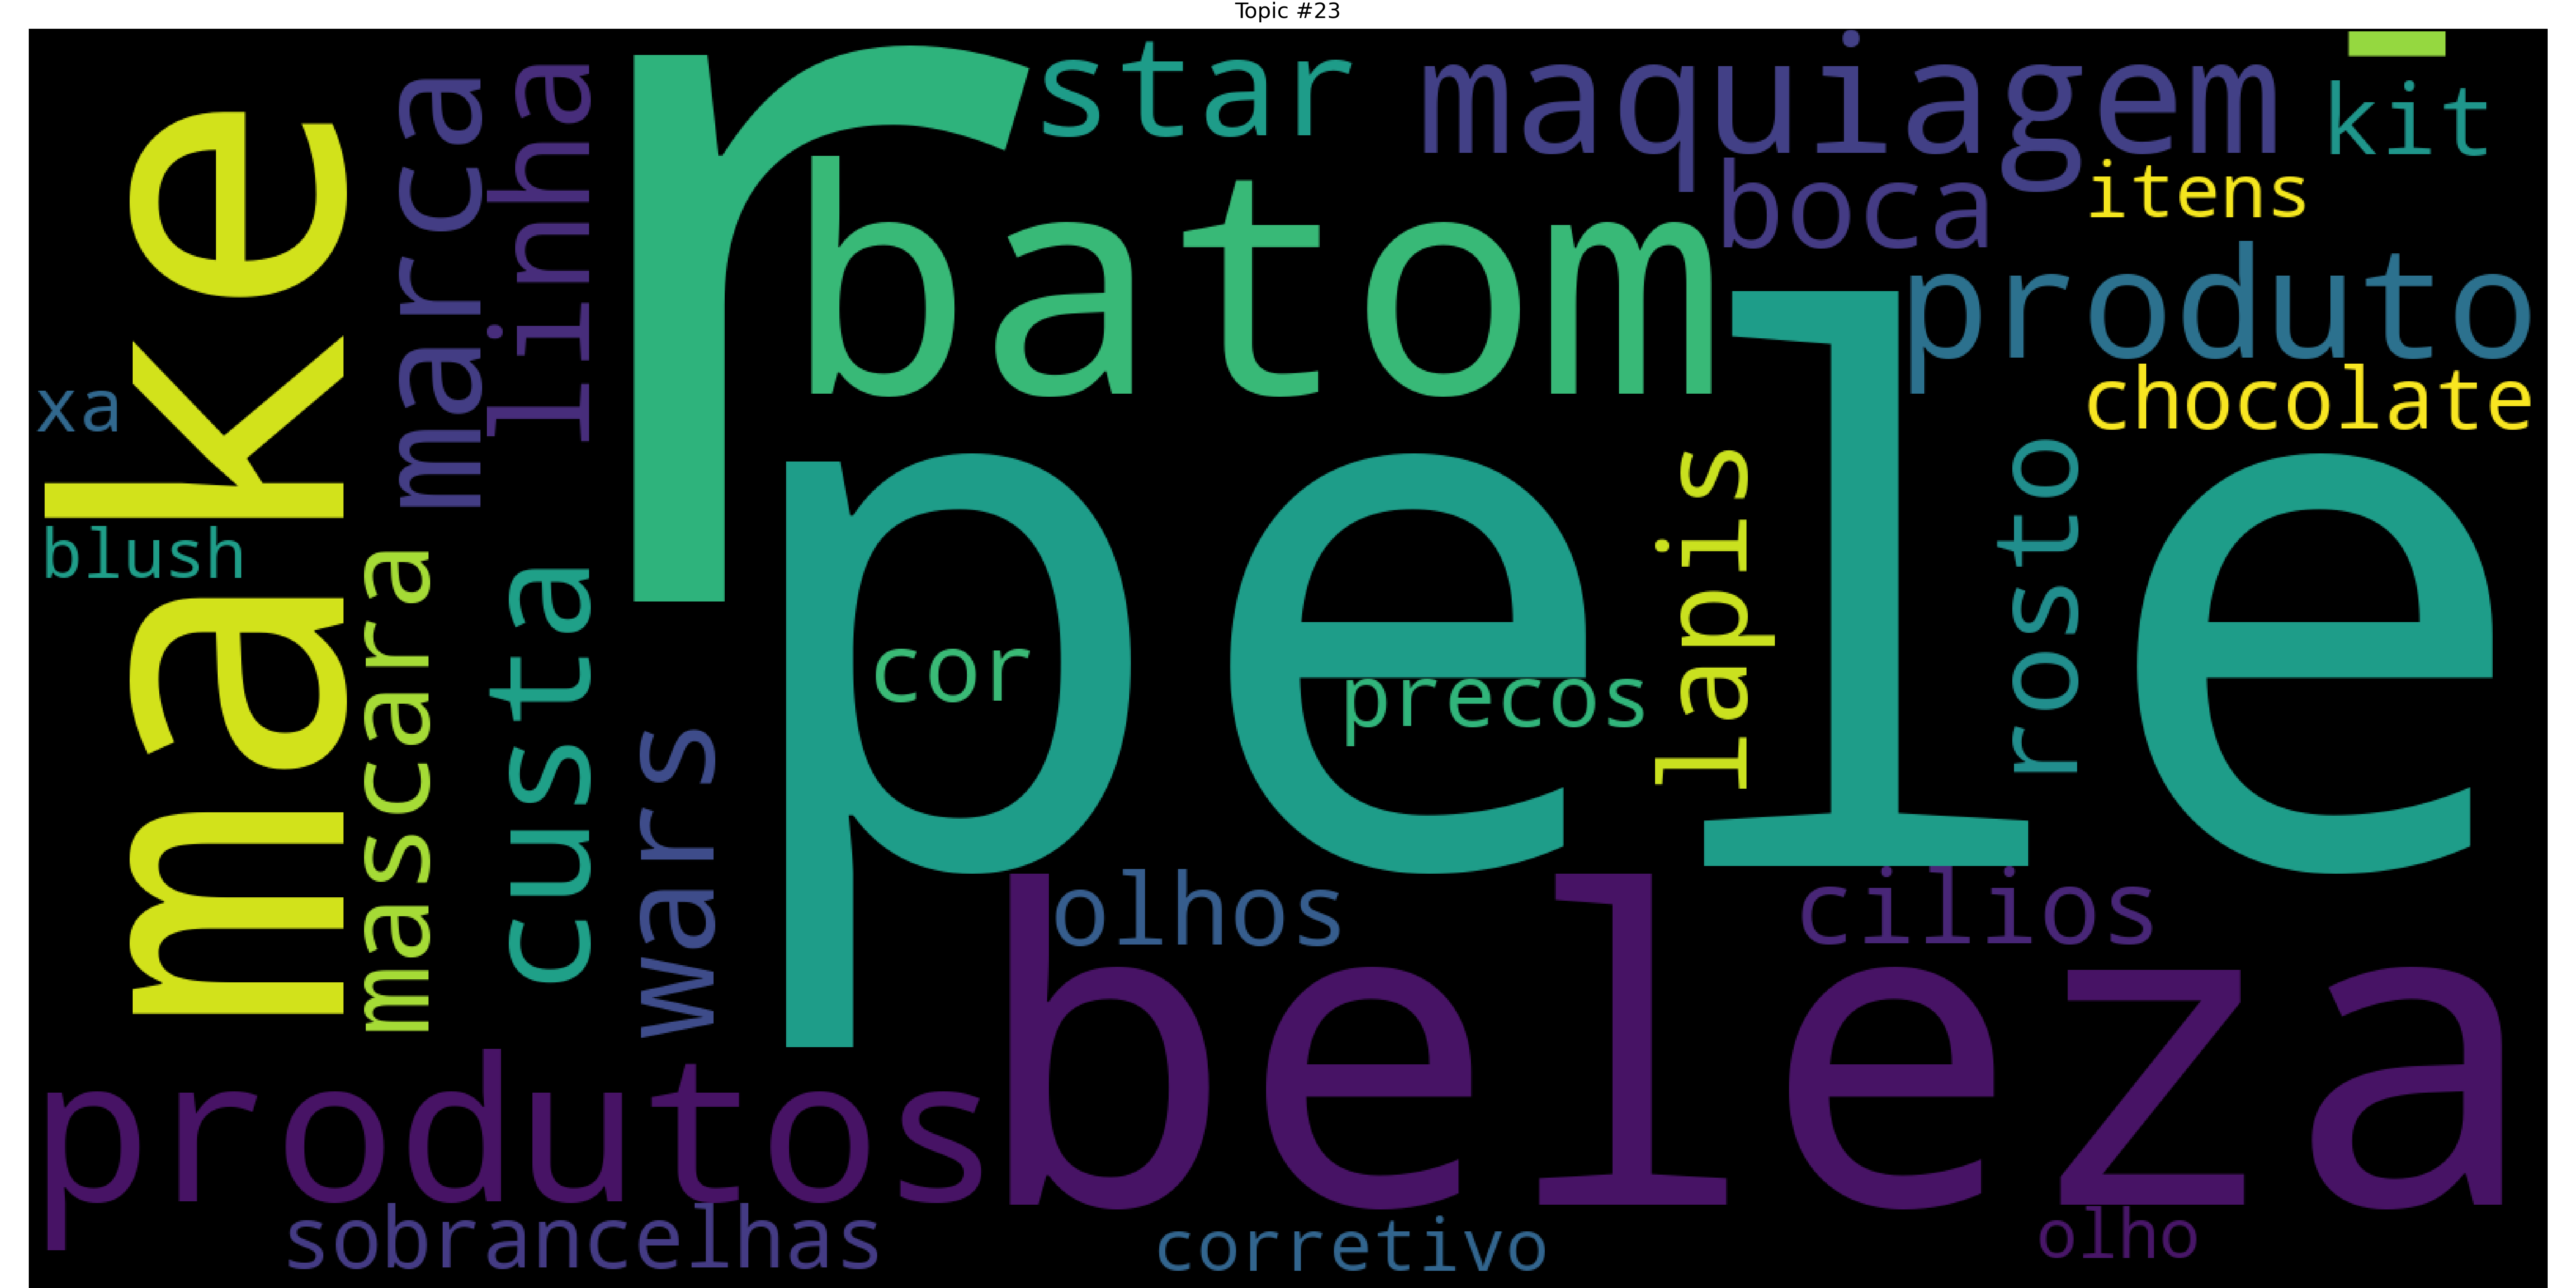 Topic #23
make
marca
linha
r
star
maquiagem
kit
boca
itens
batom
produto
chocolate
xa
blush
mascara
custa
wars
pele
cor
precos
lapis
rosto
olhos
cilios
beleza
produtos
sobrancelhas
corretivo
olho